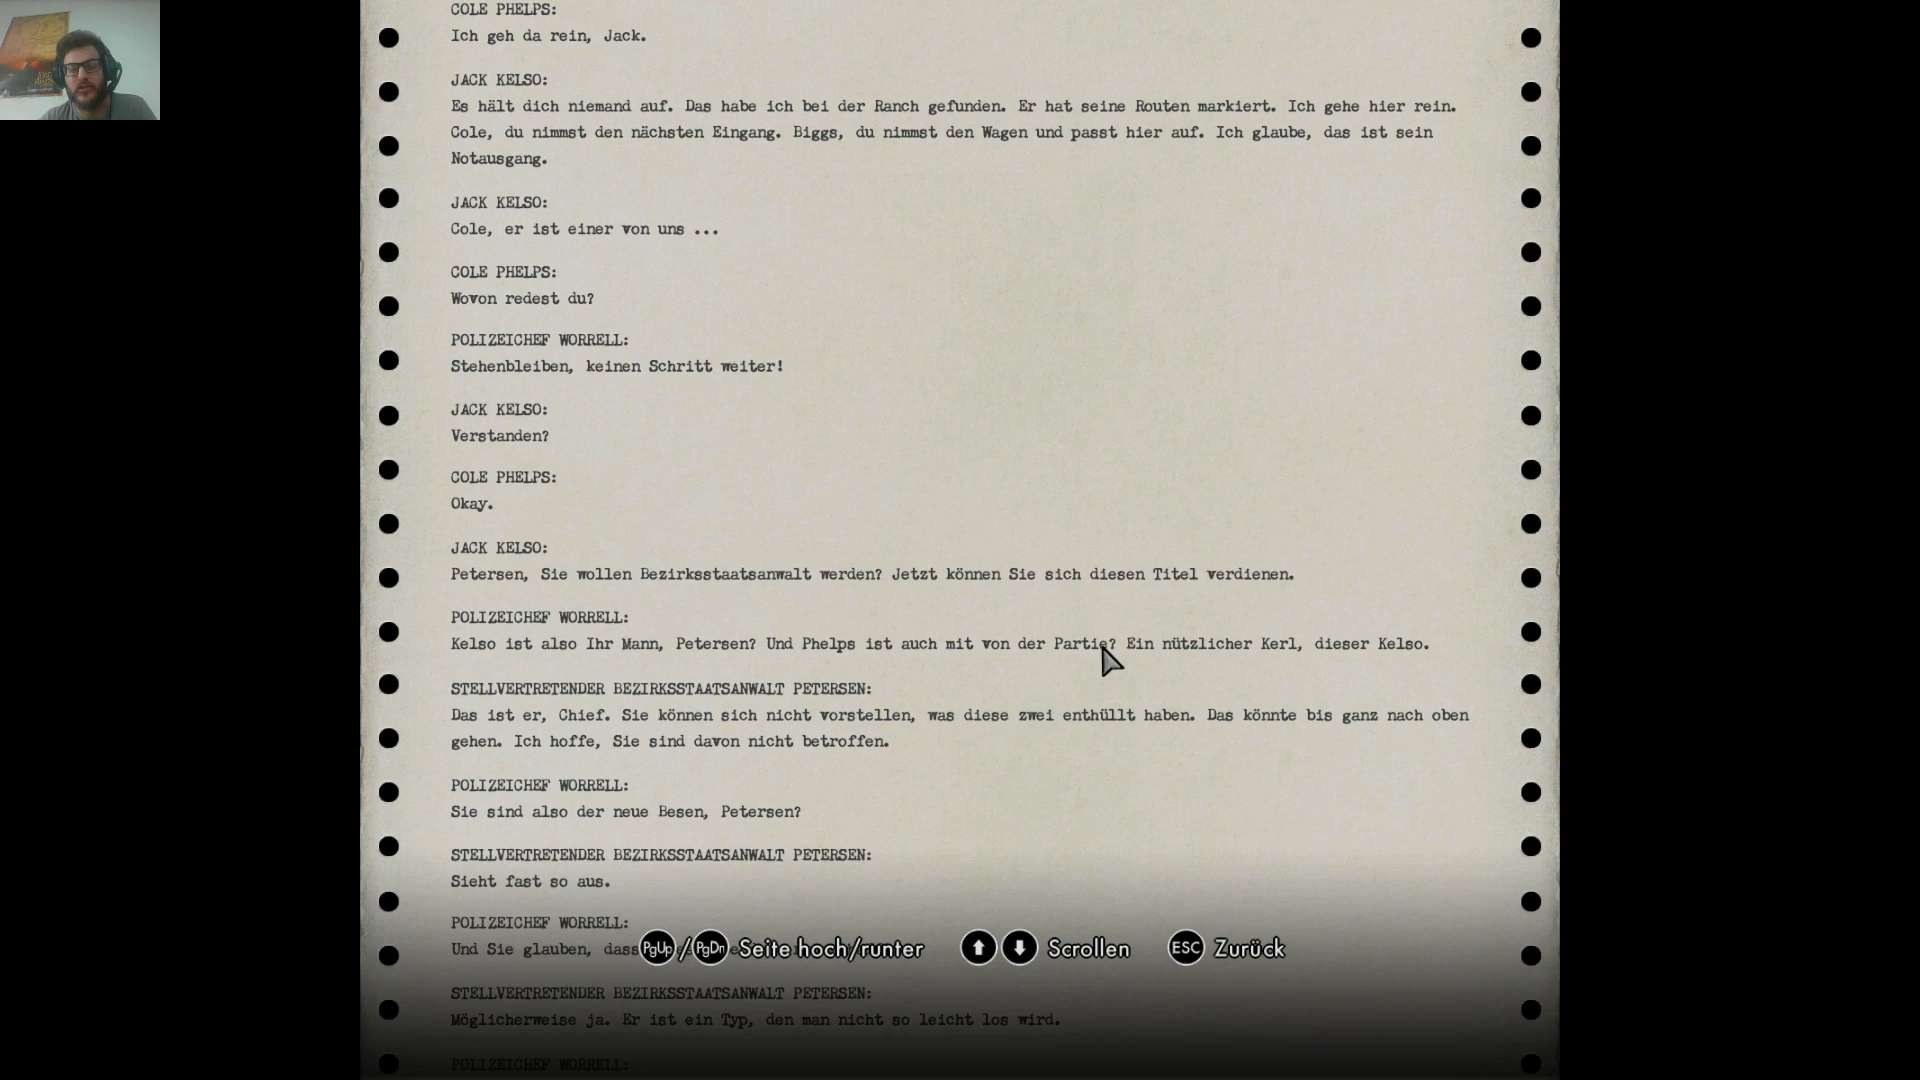 COLE PHELPS:
Ich geh da rein, Jack.
JACK KELSO:
Es hält dich niemand auf. Das habe ich bei der Ranch gefunden. Er hat seine Routen markiert. Ich gehe hier rein.
Cole, du nimmst den nächsten Eingang. Biggs, du nimmst den Wagen und passt hier auf. Ich glaube, das ist sein
Notausgang.
JACK KELSO:
Cole, er ist einer von uns ...
COLE PHELPS:
Wovon redest du?
POLIZEICHEF WORRELL:
Stehenbleiben, keinen Schritt weiter!
JACK KELSO:
Verstanden?
COLE PHELPS:
Okay.
JACK KELSO:
Petersen, Sie wollen Bezirksstaatsanwalt werden? Jetzt können Sie sich diesen Titel verdienen.
POLIZEICHEF WORRELL:
Kelso ist also Ihr Mann, Petersen? Und Phelps ist auch mit von der Partie? Ein nützlicher Kerl, dieser Kelso.
STELLVERTRETENDER BEZIRKSSTAATSANWALT PETERSEN:
Das ist er, Chief. Sie können sich nicht vorstellen, was diese zwei enthüllt haben. Das könnte bis ganz nach oben
gehen. Ich hoffe, Sie sind davon nicht betroffen.
POLIZEICHEF WORRELL:
Sie sind also der neue Besen, Petersen?
STELLVERTRETENDER BEZIRKSSTAATSANWALT PETERSEN:
Sieht fast so aus.
POLIZEICHEF WORRELL:
Und Sie glauben, dass
PgUp/PgDn Seite hoch/runter Scrollen ESC Zurück
STELLVERTRETENDER BEZIRKSSTAATSANWALT PETERSEN:
Möglicherweise ja. Er ist ein Typ, den man nicht so leicht los wird.
POLIZEICHEF WORRELL: